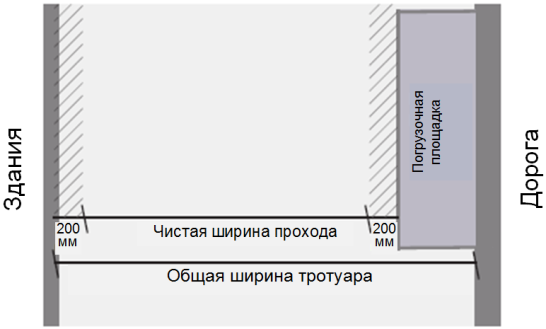 Здания
Погрузочная
площадка
Дорога
200
мм
Чистая ширина прохода
200
мм
Общая ширина тротуара